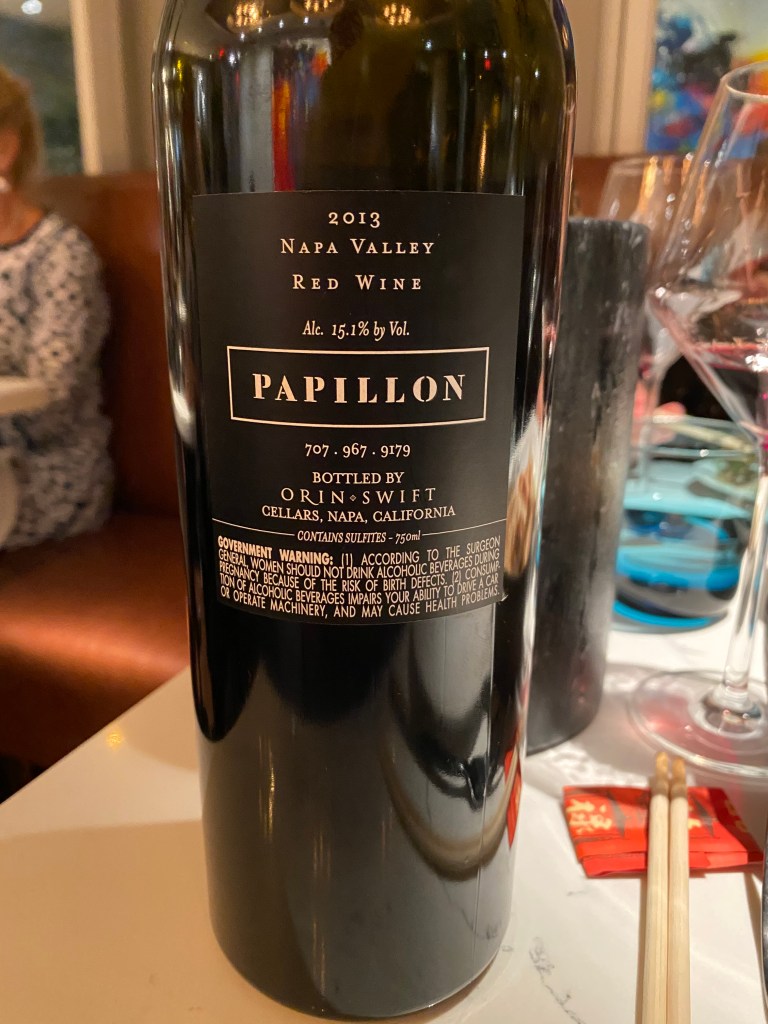 2013
NAPA VALLEY
RED WINE
Alc. 15.1% by Vol.
PAPILLON
707 . 967 . 9179
BOTTLED BY
ORIN⋄SWIFT
CELLARS, NAPA, CALIFORNIA
CONTAINS SULFITES - 750ml
GOVERNMENT WARNING: (1) ACCORDING TO THE SURGEON
GENERAL, WOMEN SHOULD NOT DRINK ALCOHOLIC BEVERAGES DURING
PREGNANCY BECAUSE OF THE RISK OF BIRTH DEFECTS. (2) CONSUMP-
TION OF ALCOHOLIC BEVERAGES IMPAIRS YOUR ABILITY TO DRIVE A CAR
OR OPERATE MACHINERY, AND MAY CAUSE HEALTH PROBLEMS.